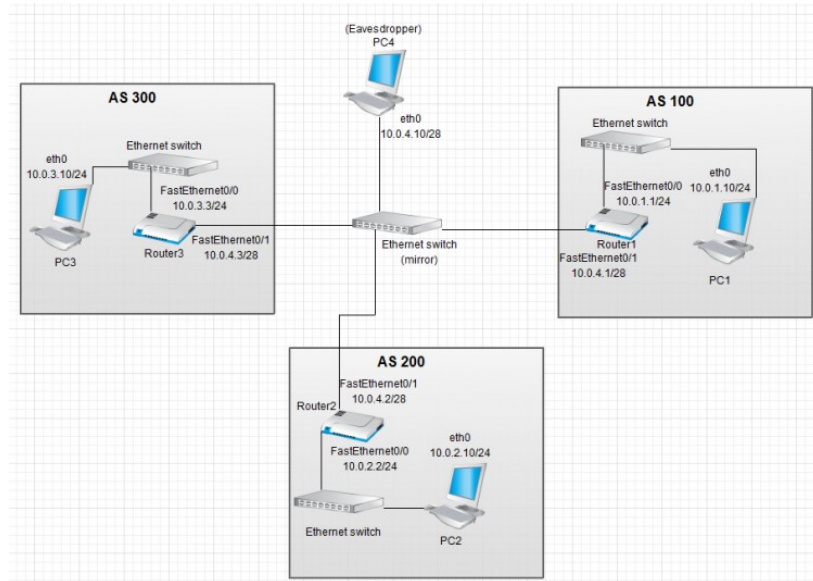 (Eavesdropper)
PC4
eth0
10.0.4.10/28
AS 300
Ethernet switch
eth0
10.0.3.10/24
FastEthernet0/0
10.0.3.3/24
PC3
Router3
FastEthernet0/1
10.0.4.3/28
Ethernet switch
(mirror)
AS 100
Ethernet switch
eth0
10.0.1.10/24
FastEthernet0/0
10.0.1.1/24
Router1
FastEthernet0/1
10.0.4.1/28
PC1
AS 200
FastEthernet0/1
10.0.4.2/28
Router2
FastEthernet0/0
10.0.2.2/24
eth0
10.0.2.10/24
Ethernet switch
PC2